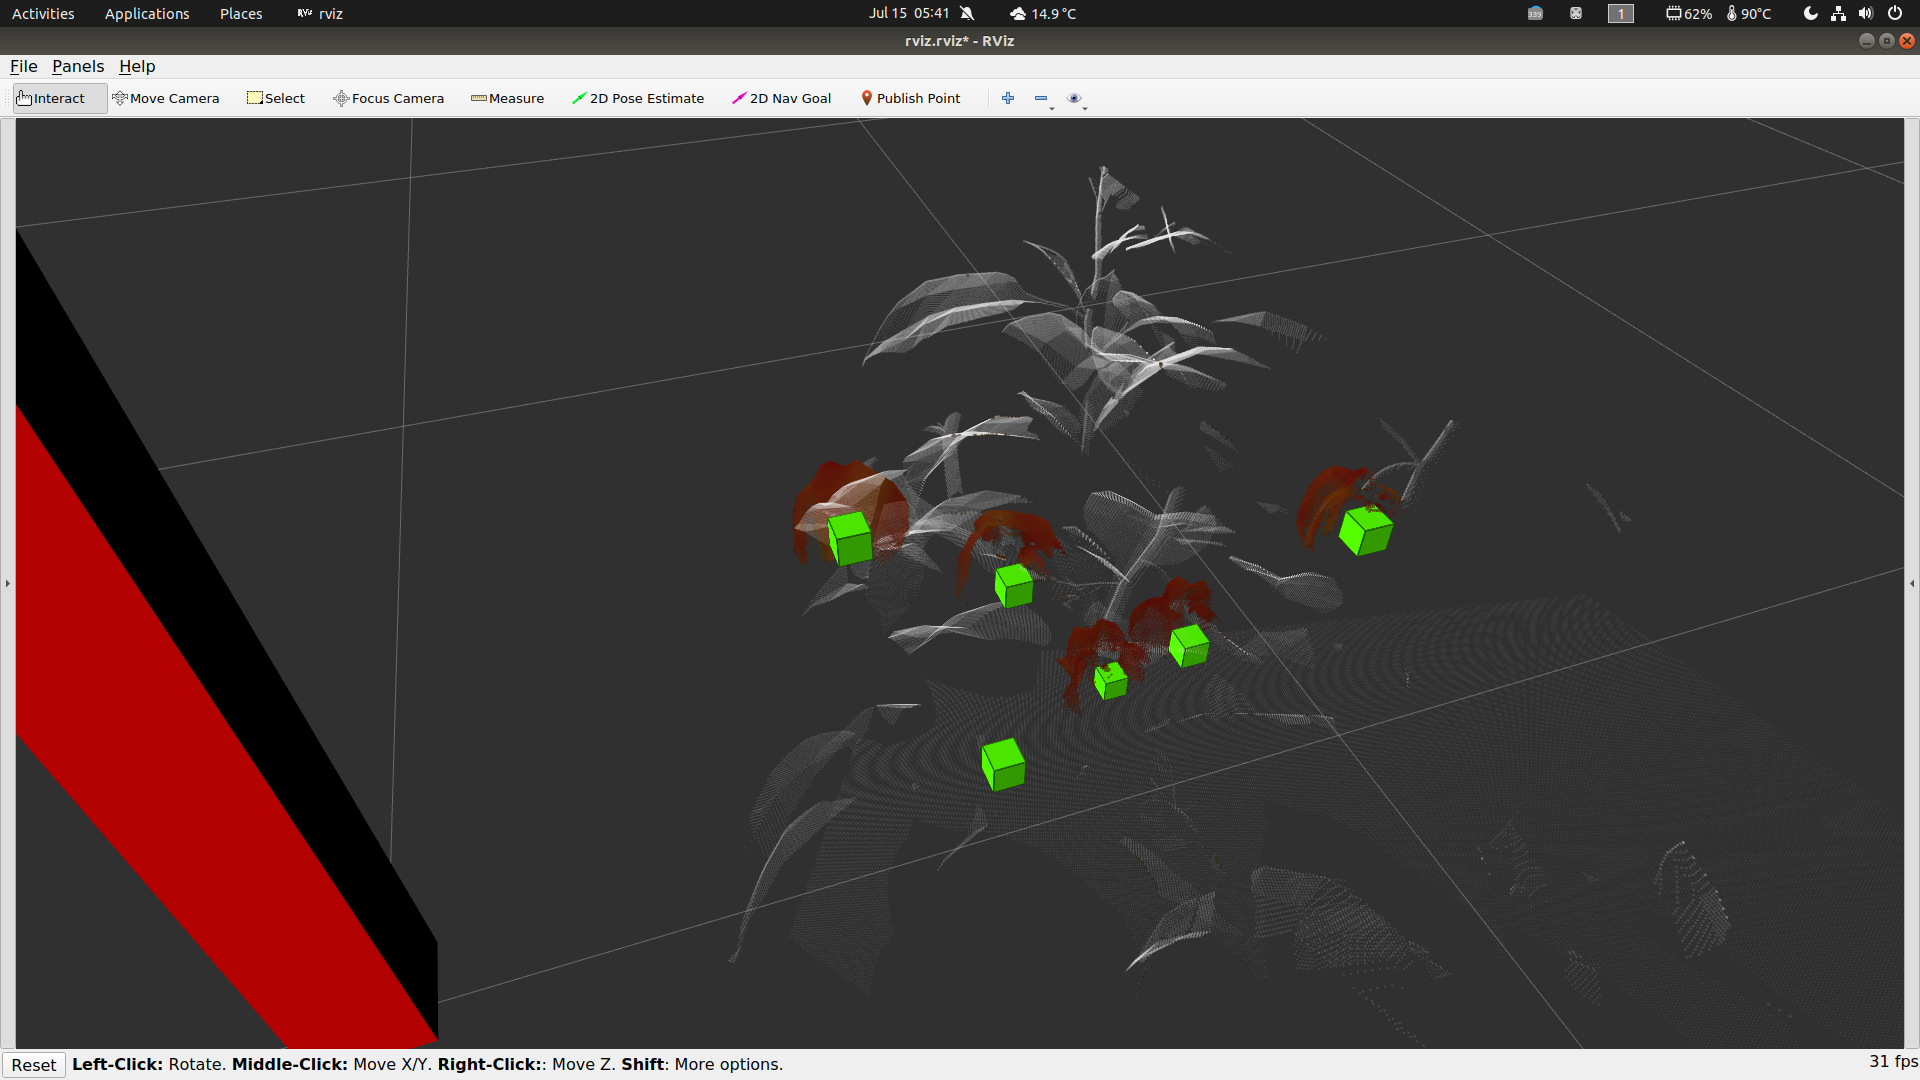 Activities Applications Places RViz rviz Jul 15 05:41 14.9 °C 339 1 62% 90°C
rviz.rviz* - RViz
File Panels Help
Interact Move Camera Select Focus Camera Measure 2D Pose Estimate 2D Nav Goal Publish Point
Reset Left-Click: Rotate. Middle-Click: Move X/Y. Right-Click:: Move Z. Shift: More options. 31 fps